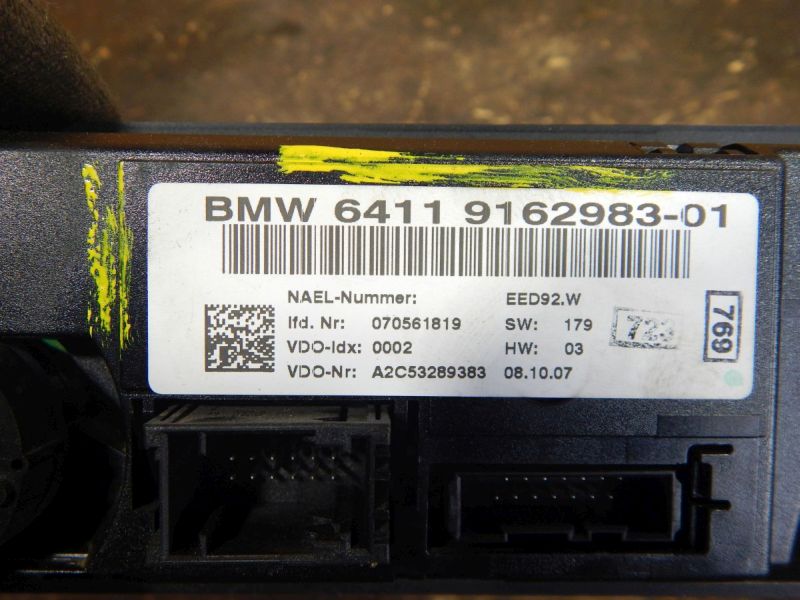 BMW 6411 9162983-01
NAEL-Nummer: EED92.W
lfd. Nr: 070561819 SW: 179
VDO-Idx: 0002 HW: 03
VDO-Nr: A2C53289383 08.10.07
723
769